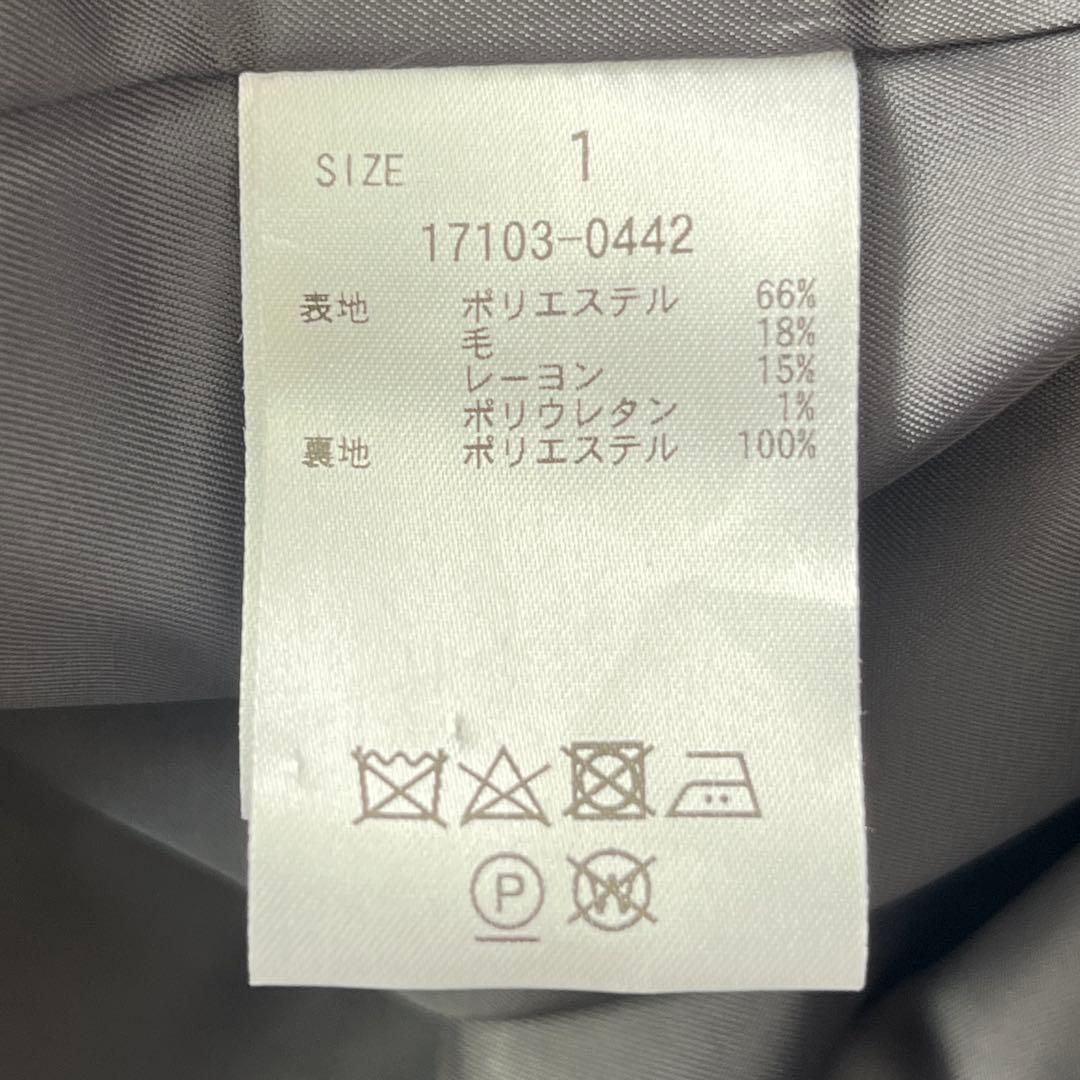 SIZE 1
17103-0442
表地 ポリエステル 66%
毛 18%
レーヨン 15%
ポリウレタン 1%
裏地 ポリエステル 100%
P W